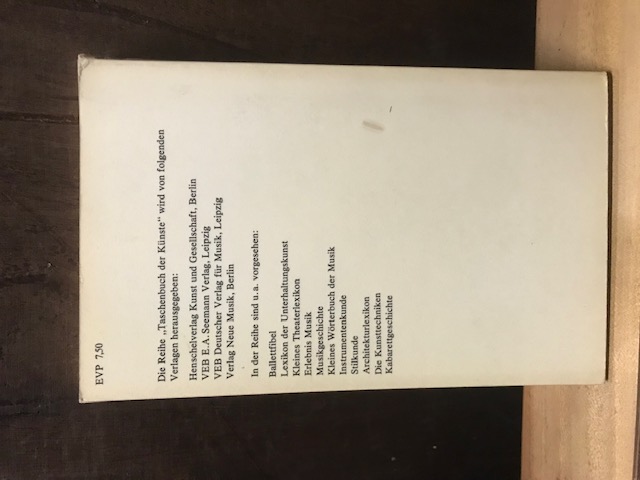 EVP 7,50
Die Reihe „Taschenbuch der Künste“ wird von folgenden
Verlagen herausgegeben:
Henschelverlag Kunst und Gesellschaft, Berlin
VEB E.A. Seemann Verlag, Leipzig
VEB Deutscher Verlag für Musik, Leipzig
Verlag Neue Musik, Berlin
In der Reihe sind u. a. vorgesehen:
Ballettfibel
Lexikon der Unterhaltungskunst
Kleines Theaterlexikon
Erlebnis Musik
Musikgeschichte
Kleines Wörterbuch der Musik
Instrumentenkunde
Stilkunde
Architekturlexikon
Die Kunsttechniken
Kabarettgeschichte